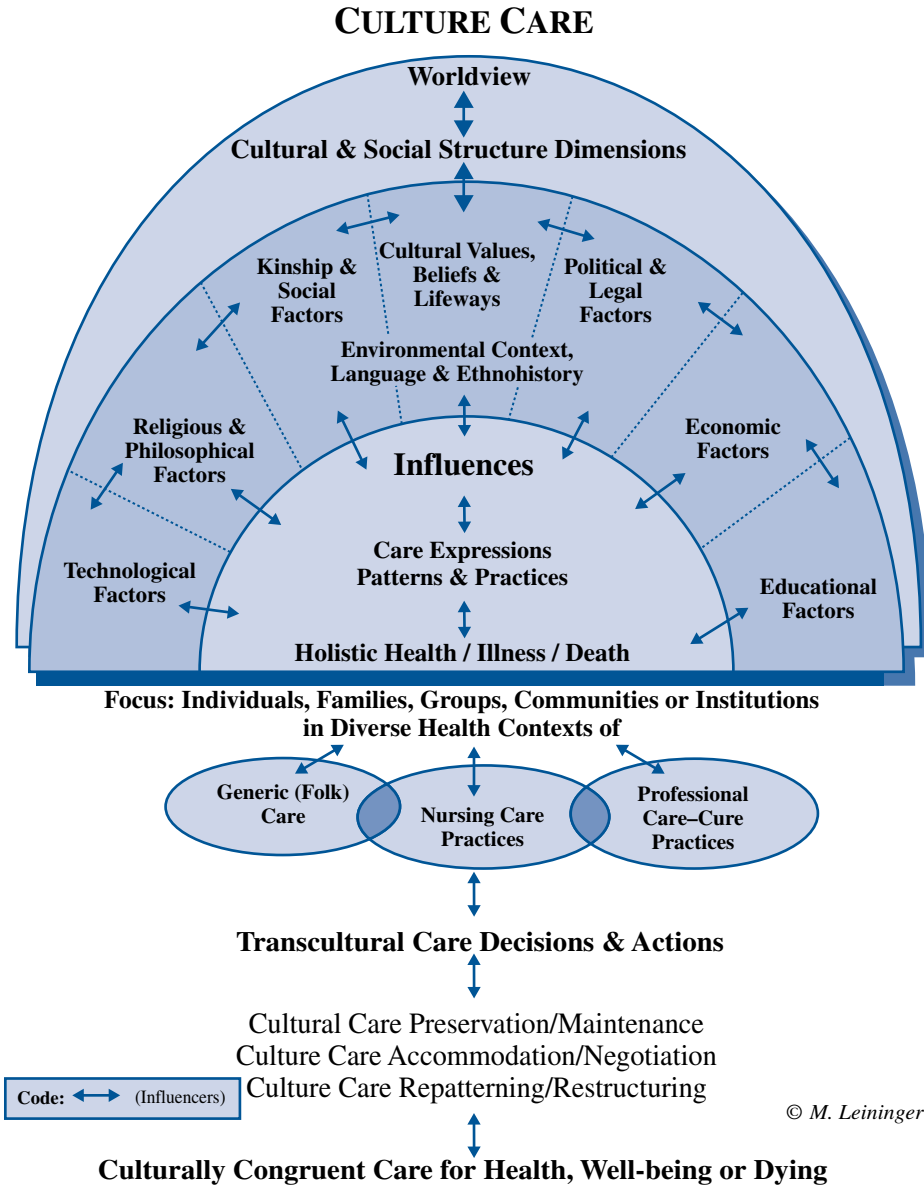 CULTURE CARE
Worldview
Cultural & Social Structure Dimensions
Kinship &
Social
Factors
Cultural Values,
Beliefs &
Lifeways
Political &
Legal
Factors
Environmental Context,
Language & Ethnohistory
Religious &
Philosophical
Factors
Economic
Factors
Influences
Technological
Factors
Care Expressions
Patterns & Practices
Educational
Factors
Holistic Health / Illness / Death
Focus: Individuals, Families, Groups, Communities or Institutions
in Diverse Health Contexts of
Generic (Folk)
Care
Nursing Care
Practices
Professional
Care–Cure
Practices
Transcultural Care Decisions & Actions
Cultural Care Preservation/Maintenance
Culture Care Accommodation/Negotiation
Culture Care Repatterning/Restructuring
Code: (Influencers)
© M. Leininger
Culturally Congruent Care for Health, Well-being or Dying